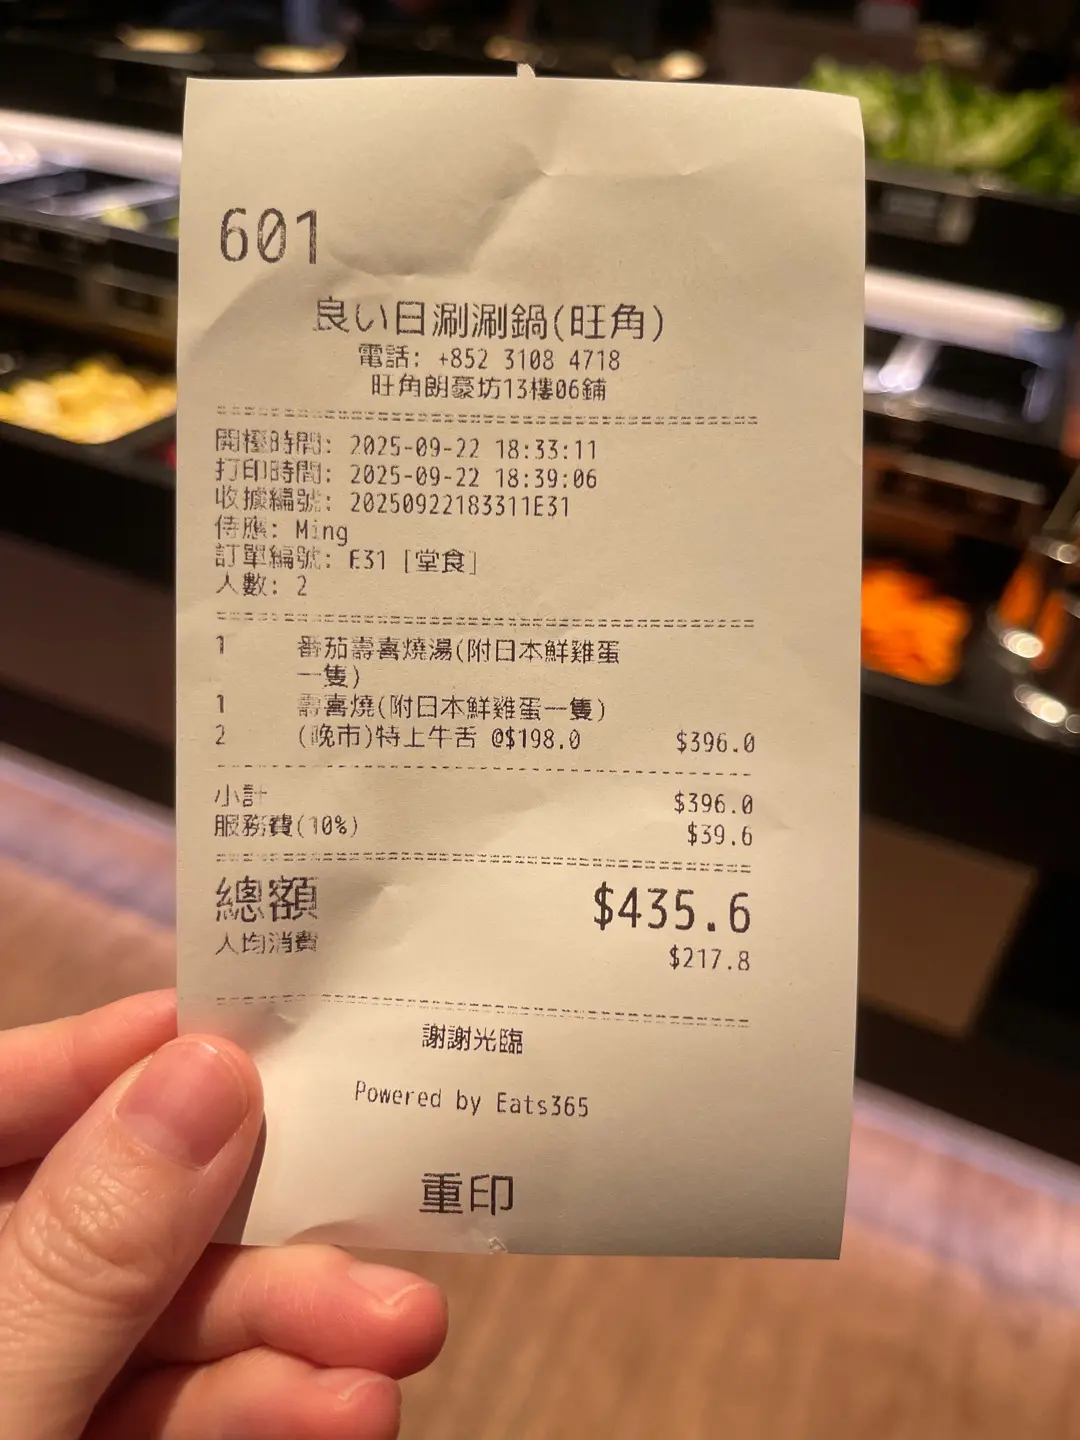 601
良い日涮涮鍋(旺角)
電話: +852 3108 4718
旺角朗豪坊13樓06鋪
開檯時間: 2025-09-22 18:33:11
打印時間: 2025-09-22 18:39:06
收據編號: 20250922183311E31
侍應: Ming
訂單編號: E31 [堂食]
人數: 2
1 番茄壽喜燒湯(附日本鮮雞蛋
一隻)
1 壽喜燒(附日本鮮雞蛋一隻)
2 (晚市)特上牛舌 @$198.0 $396.0
小計 $396.0
服務費(10%) $39.6
總額 $435.6
人均消費 $217.8
謝謝光臨
Powered by Eats365
重印